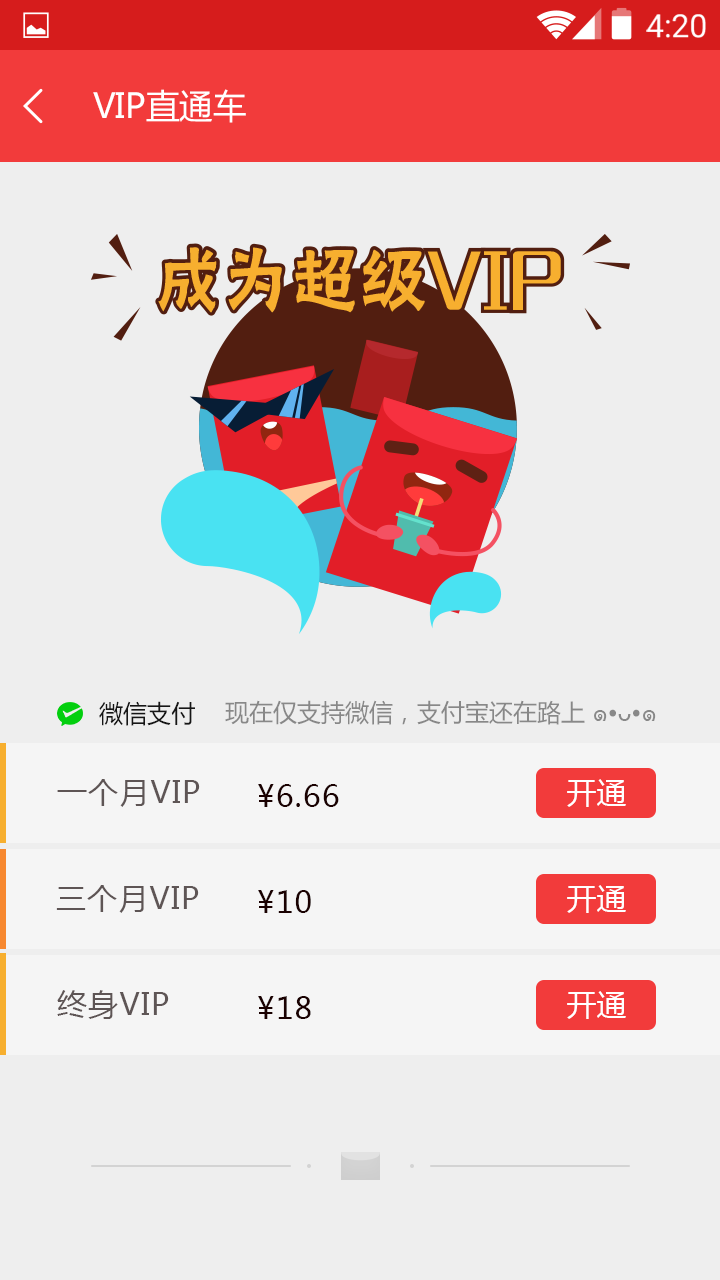 4:20
VIP直通车
成为超级VIP
微信支付 现在仅支持微信，支付宝还在路上 ๑•ᴗ•๑
一个月VIP ¥6.66 开通
三个月VIP ¥10 开通
终身VIP ¥18 开通